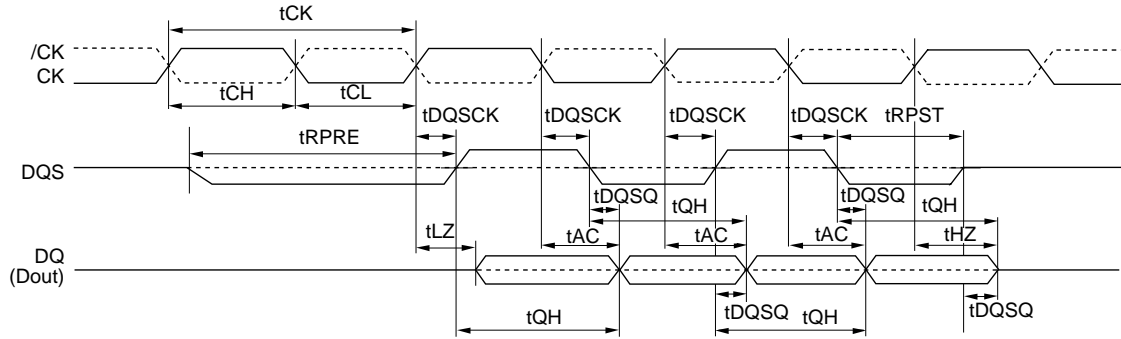 tCK
/CK
CK
tCH
tCL
tDQSCK
tDQSCK
tDQSCK
tDQSCK
tRPST
tRPRE
DQS
tDQSQ
tQH
tDQSQ
tQH
tLZ
tAC
tAC
tAC
tHZ
DQ
(Dout)
tDQSQ
tDQSQ
tQH
tQH